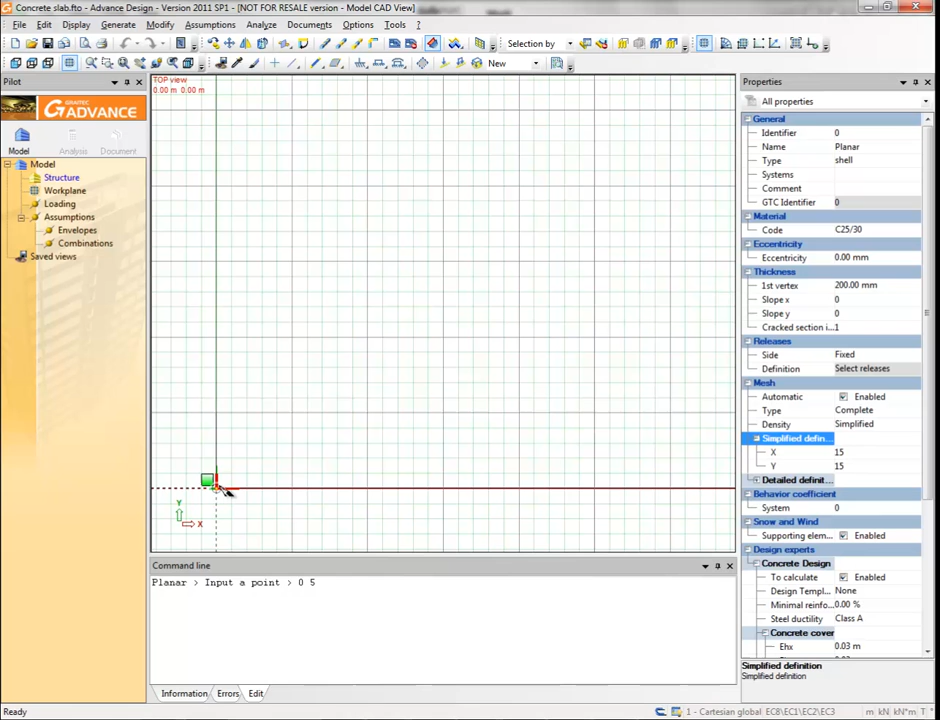 Concrete slab.fto - Advance Design - Version 2011 SP1 - [NOT FOR RESALE version - Model CAD View]
File Edit Display Generate Modify Assumptions Analyze Documents Options Tools ?
Selection by
New
Pilot
GRAITEC
ADVANCE
Model Analysis Document
Model
Structure
Workplane
Loading
Assumptions
Envelopes
Combinations
Saved views
TOP view
0.00 m 0.00 m
Y
X
Command line
Planar > Input a point > 0 5
Information Errors Edit
Properties
All properties
General
Identifier 0
Name Planar
Type shell
Systems
Comment
GTC Identifier 0
Material
Code C25/30
Eccentricity
Eccentricity 0.00 mm
Thickness
1st vertex 200.00 mm
Slope x 0
Slope y 0
Cracked section i... 1
Releases
Side Fixed
Definition Select releases
Mesh
Automatic Enabled
Type Complete
Density Simplified
Simplified defin...
X 15
Y 15
Detailed definit...
Behavior coefficient
System 0
Snow and Wind
Supporting elem... Enabled
Design experts
Concrete Design
To calculate Enabled
Design Templ... None
Minimal reinfo... 0.00 %
Steel ductility Class A
Concrete cover
Ehx 0.03 m
Simplified definition
Simplified definition
Ready
1 - Cartesian global EC8/EC1/EC2/EC3 m kN kN*m T °